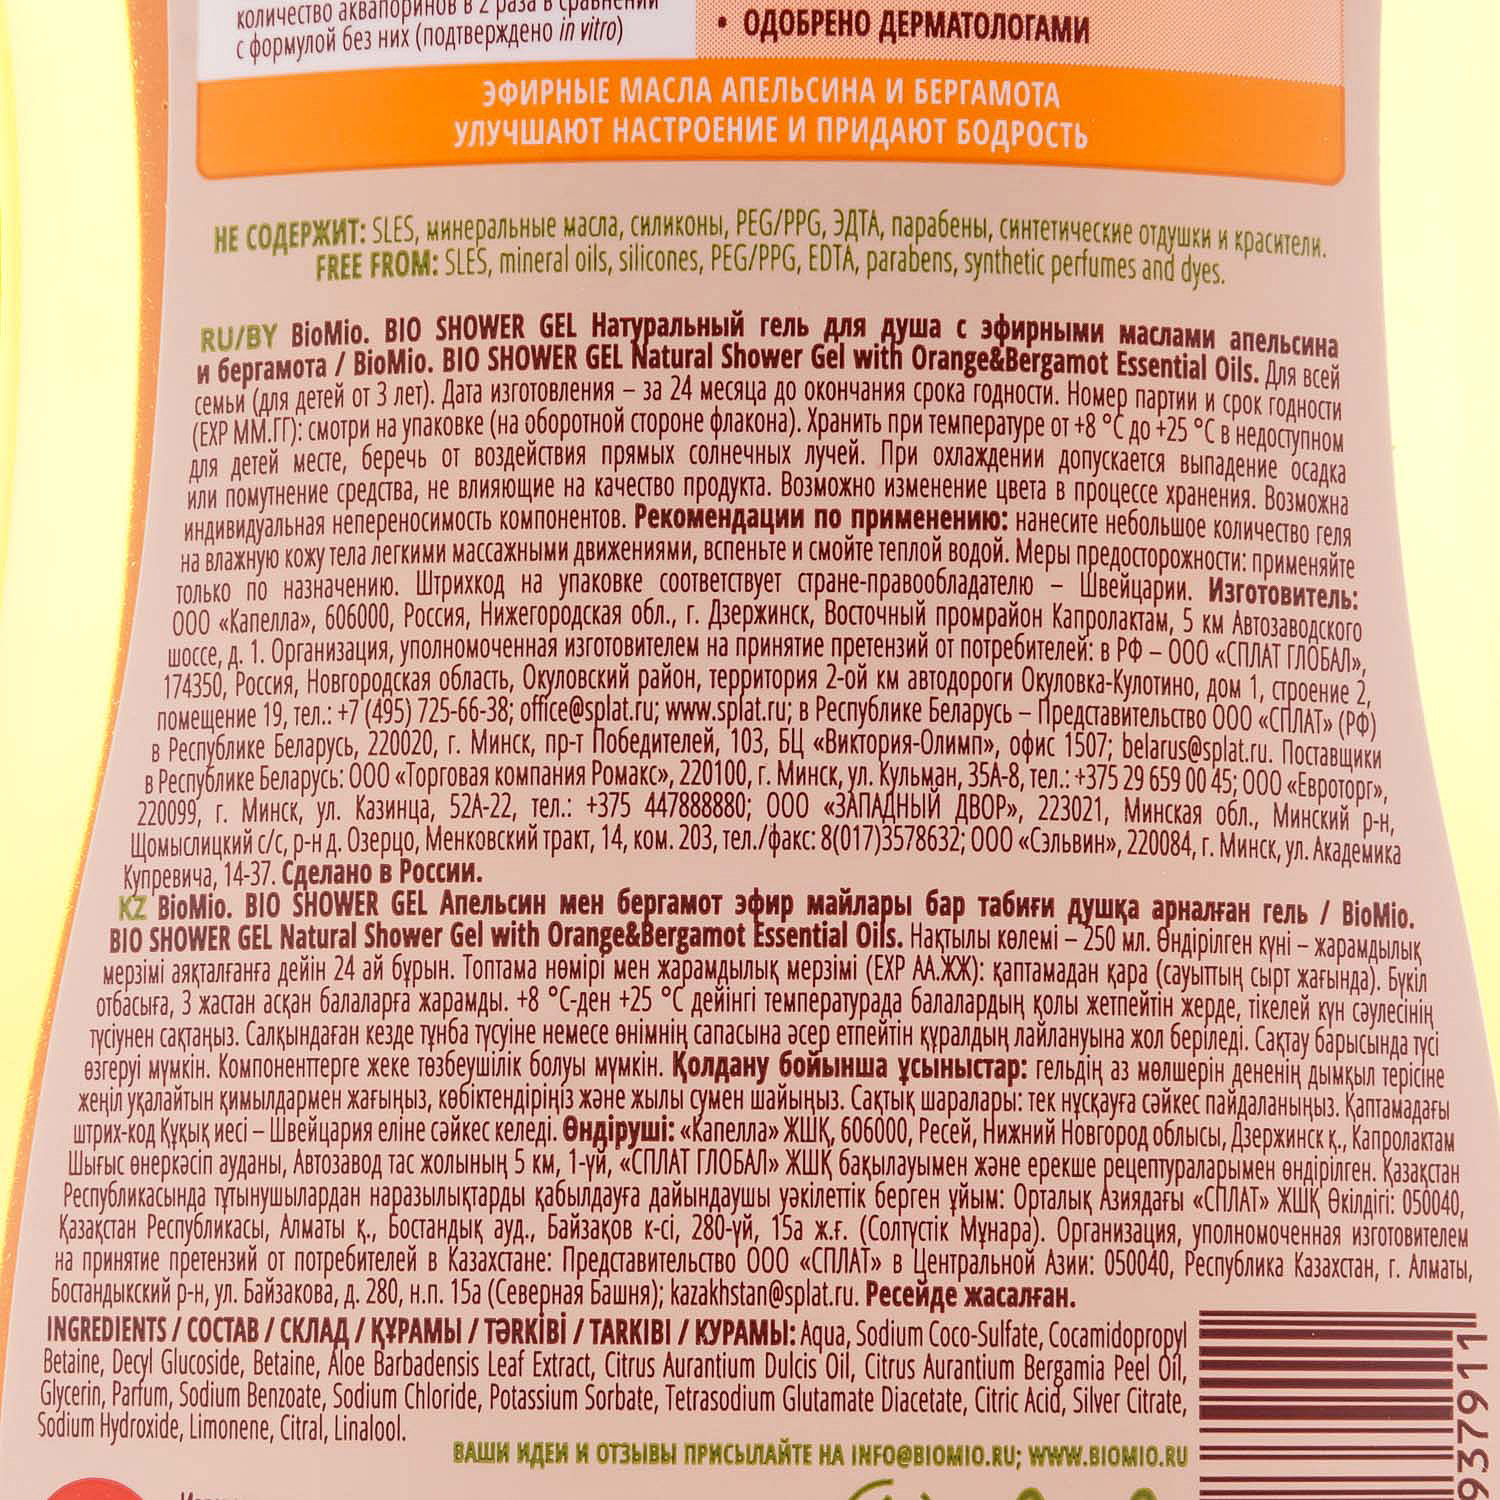 количество аквапоринов в 2 раза в сравнении
с формулой без них (подтверждено in vitro)
• ОДОБРЕНО ДЕРМАТОЛОГАМИ
ЭФИРНЫЕ МАСЛА АПЕЛЬСИНА И БЕРГАМОТА
УЛУЧШАЮТ НАСТРОЕНИЕ И ПРИДАЮТ БОДРОСТЬ
НЕ СОДЕРЖИТ: SLES, минеральные масла, силиконы, PEG/PPG, ЭДТА, парабены, синтетические отдушки и красители.
FREE FROM: SLES, mineral oils, silicones, PEG/PPG, EDTA, parabens, synthetic perfumes and dyes.
RU/BY BioMio. BIO SHOWER GEL Натуральный гель для душа с эфирными маслами апельсина
и бергамота / BioMio. BIO SHOWER GEL Natural Shower Gel with Orange&Bergamot Essential Oils. Для всей
семьи (для детей от 3 лет). Дата изготовления – за 24 месяца до окончания срока годности. Номер партии и срок годности
(EXP ММ.ГГ): смотри на упаковке (на оборотной стороне флакона). Хранить при температуре от +8 °C до +25 °C в недоступном
для детей месте, беречь от воздействия прямых солнечных лучей. При охлаждении допускается выпадение осадка
или помутнение средства, не влияющие на качество продукта. Возможно изменение цвета в процессе хранения. Возможна
индивидуальная непереносимость компонентов. Рекомендации по применению: нанесите небольшое количество геля
на влажную кожу тела легкими массажными движениями, вспеньте и смойте теплой водой. Меры предосторожности: применяйте
только по назначению. Штрихкод на упаковке соответствует стране-правообладателю – Швейцарии. Изготовитель:
ООО «Капелла», 606000, Россия, Нижегородская обл., г. Дзержинск, Восточный промрайон Капролактам, 5 км Автозаводского
шоссе, д. 1. Организация, уполномоченная изготовителем на принятие претензий от потребителей: в РФ – ООО «СПЛАТ ГЛОБАЛ»,
174350, Россия, Новгородская область, Окуловский район, территория 2-ой км автодороги Окуловка-Кулотино, дом 1, строение 2,
помещение 19, тел.: +7 (495) 725-66-38; office@splat.ru; www.splat.ru; в Республике Беларусь – Представительство ООО «СПЛАТ» (РФ)
в Республике Беларусь, 220020, г. Минск, пр-т Победителей, 103, БЦ «Виктория-Олимп», офис 1507; belarus@splat.ru. Поставщики
в Республике Беларусь: ООО «Торговая компания Ромакс», 220100, г. Минск, ул. Кульман, 35А-8, тел.: +375 29 659 00 45; ООО «Евроторг»,
220099, г. Минск, ул. Казинца, 52А-22, тел.: +375 447888880; ООО «ЗАПАДНЫЙ ДВОР», 223021, Минская обл., Минский р-н,
Щомыслицкий с/с, р-н д. Озерцо, Менковский тракт, 14, ком. 203, тел./факс: 8(017)3578632; ООО «Сэльвин», 220084, г. Минск, ул. Академика
Купревича, 14-37. Сделано в России.
KZ BioMio. BIO SHOWER GEL Апельсин мен бергамот эфир майлары бар табиғи душқа арналған гель / BioMio.
BIO SHOWER GEL Natural Shower Gel with Orange&Bergamot Essential Oils. Нақтылы көлемі – 250 мл. Өндірілген күні – жарамдылық
мерзімі аяқталғанға дейін 24 ай бұрын. Топтама нөмірі мен жарамдылық мерзімі (EXP АА.ЖЖ): қаптамадан қара (сауыттың сырт жағында). Бүкіл
отбасыға, 3 жастан асқан балаларға жарамды. +8 °C-ден +25 °C дейінгі температурада балалардың қолы жетпейтін жерде, тікелей күн сәулесінің
түсіунен сақтаңыз. Салқындаған кезде тұнба түсуіне немесе өнімнің сапасына әсер етпейтін құралдың лайлануына жол беріледі. Сақтау барысында түсі
өзгеруі мүмкін. Компоненттерге жеке төзбеушілік болуы мүмкін. Қолдану бойынша ұсыныстар: гельдің аз мөлшерін дененің дымқыл терісіне
жеңіл уқалайтын қимылдармен жағыңыз, көбіктендіріңіз және жылы сумен шайыңыз. Сақтық шаралары: тек нұсқауға сәйкес пайдаланыңыз. Қаптамадағы
штрих-код Құқық иесі – Швейцария еліне сәйкес келеді. Өндіруші: «Капелла» ЖШҚ, 606000, Ресей, Нижний Новгород облысы, Дзержинск қ., Капролактам
Шығыс өнеркәсіп ауданы, Автозавод тас жолының 5 км, 1-үй, «СПЛАТ ГЛОБАЛ» ЖШҚ бақылауымен және ерекше рецептураларымен өндірілген. Қазақстан
Республикасында тұтынушылардан наразылықтарды қабылдауға дайындаушы уәкілеттік берген ұйым: Орталық Азиядағы «СПЛАТ» ЖШҚ Өкілдігі: 050040,
Қазақстан Республикасы, Алматы қ., Бостандық ауд., Байзақов к-сі, 280-үй, 15а ж.ғ. (Солтүстік Мұнара). Организация, уполномоченная изготовителем
на принятие претензий от потребителей в Казахстане: Представительство ООО «СПЛАТ» в Центральной Азии: 050040, Республика Казахстан, г. Алматы,
Бостандыкский р-н, ул. Байзакова, д. 280, н.п. 15а (Северная Башня); kazakhstan@splat.ru. Ресейде жасалған.
INGREDIENTS / СОСТАВ / СКЛАД / ҚҰРАМЫ / TƏRKİBİ / TARKIBI / КУРАМЫ: Aqua, Sodium Coco-Sulfate, Cocamidopropyl
Betaine, Decyl Glucoside, Betaine, Aloe Barbadensis Leaf Extract, Citrus Aurantium Dulcis Oil, Citrus Aurantium Bergamia Peel Oil,
Glycerin, Parfum, Sodium Benzoate, Sodium Chloride, Potassium Sorbate, Tetrasodium Glutamate Diacetate, Citric Acid, Silver Citrate,
Sodium Hydroxide, Limonene, Citral, Linalool.
ВАШИ ИДЕИ И ОТЗЫВЫ ПРИСЫЛАЙТЕ НА INFO@BIOMIO.RU; WWW.BIOMIO.RU
937911